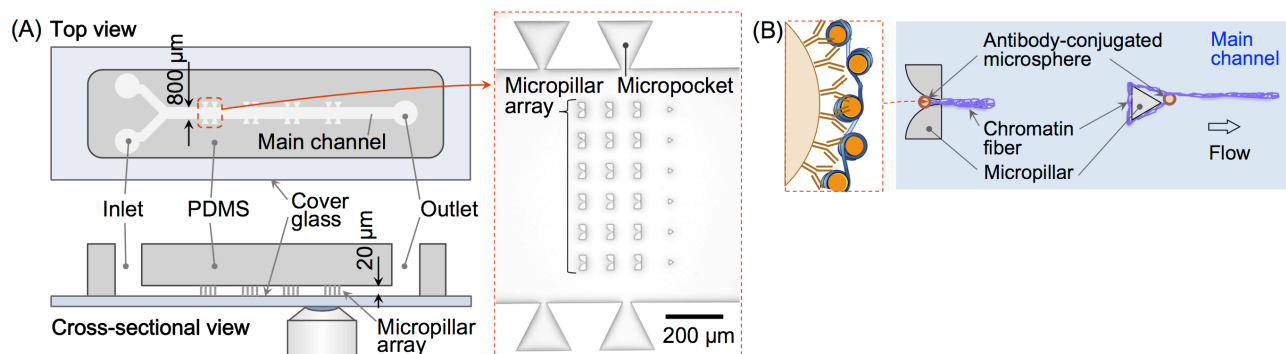 (A)
Top view
800 µm
Main channel
Inlet
PDMS
Cover
glass
Outlet
20 µm
Cross-sectional view
Micropillar
array
Micropillar
array
Micropocket
200 µm
(B)
Antibody-conjugated
microsphere
Main
channel
Chromatin
fiber
Micropillar
Flow